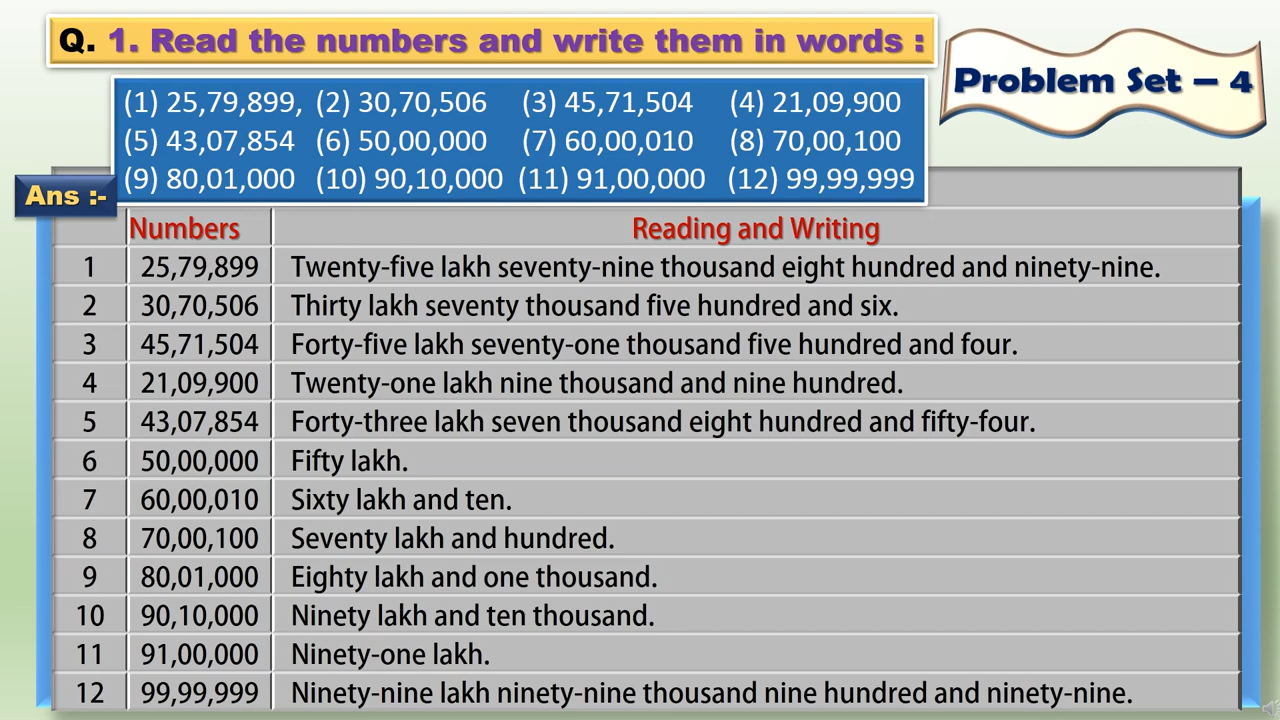 Q. 1. Read the numbers and write them in words :
Problem Set – 4
(1) 25,79,899, (2) 30,70,506 (3) 45,71,504 (4) 21,09,900
(5) 43,07,854 (6) 50,00,000 (7) 60,00,010 (8) 70,00,100
(9) 80,01,000 (10) 90,10,000 (11) 91,00,000 (12) 99,99,999
Ans :-
Numbers Reading and Writing
1 25,79,899 Twenty-five lakh seventy-nine thousand eight hundred and ninety-nine.
2 30,70,506 Thirty lakh seventy thousand five hundred and six.
3 45,71,504 Forty-five lakh seventy-one thousand five hundred and four.
4 21,09,900 Twenty-one lakh nine thousand and nine hundred.
5 43,07,854 Forty-three lakh seven thousand eight hundred and fifty-four.
6 50,00,000 Fifty lakh.
7 60,00,010 Sixty lakh and ten.
8 70,00,100 Seventy lakh and hundred.
9 80,01,000 Eighty lakh and one thousand.
10 90,10,000 Ninety lakh and ten thousand.
11 91,00,000 Ninety-one lakh.
12 99,99,999 Ninety-nine lakh ninety-nine thousand nine hundred and ninety-nine.